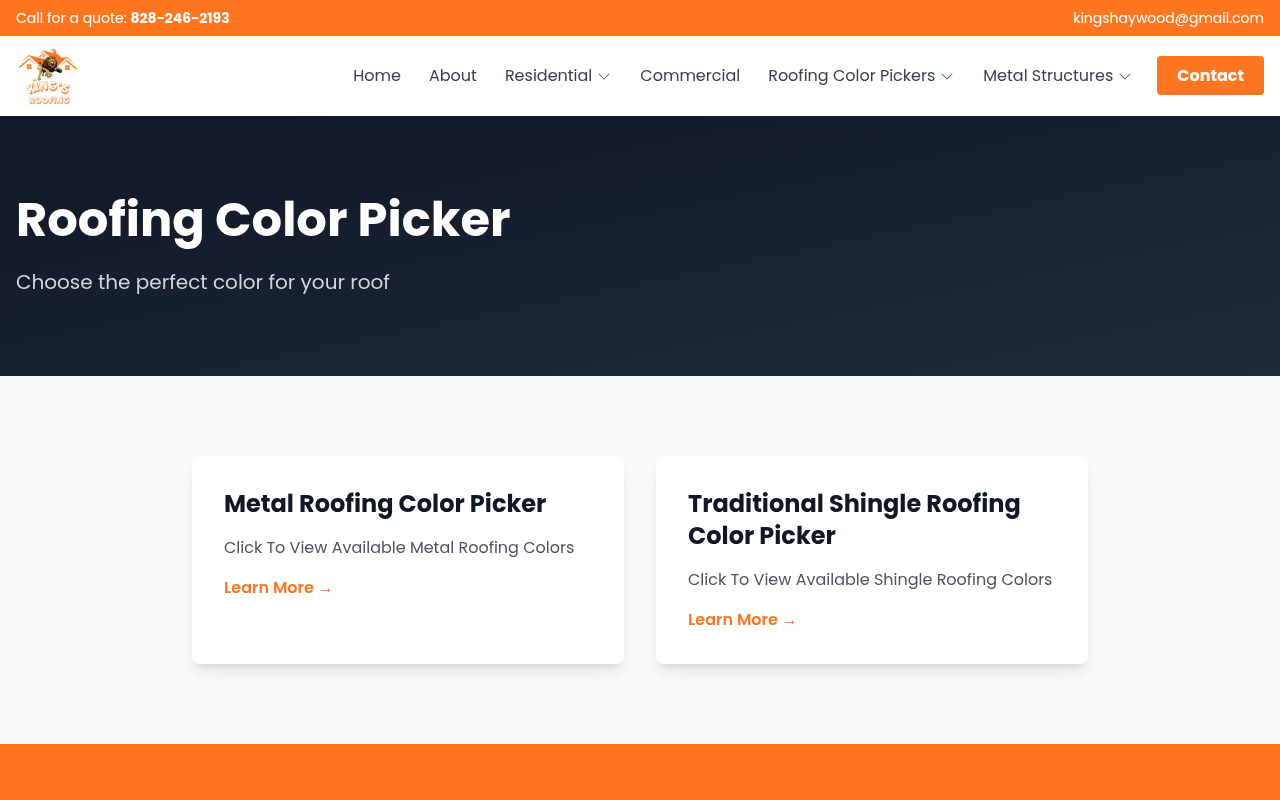 Call for a quote: 828-246-2193
kingshaywood@gmail.com
KING'S
ROOFING
Home
About
Residential
Commercial
Roofing Color Pickers
Metal Structures
Contact
Roofing Color Picker
Choose the perfect color for your roof
Metal Roofing Color Picker
Click To View Available Metal Roofing Colors
Learn More →
Traditional Shingle Roofing
Color Picker
Click To View Available Shingle Roofing Colors
Learn More →